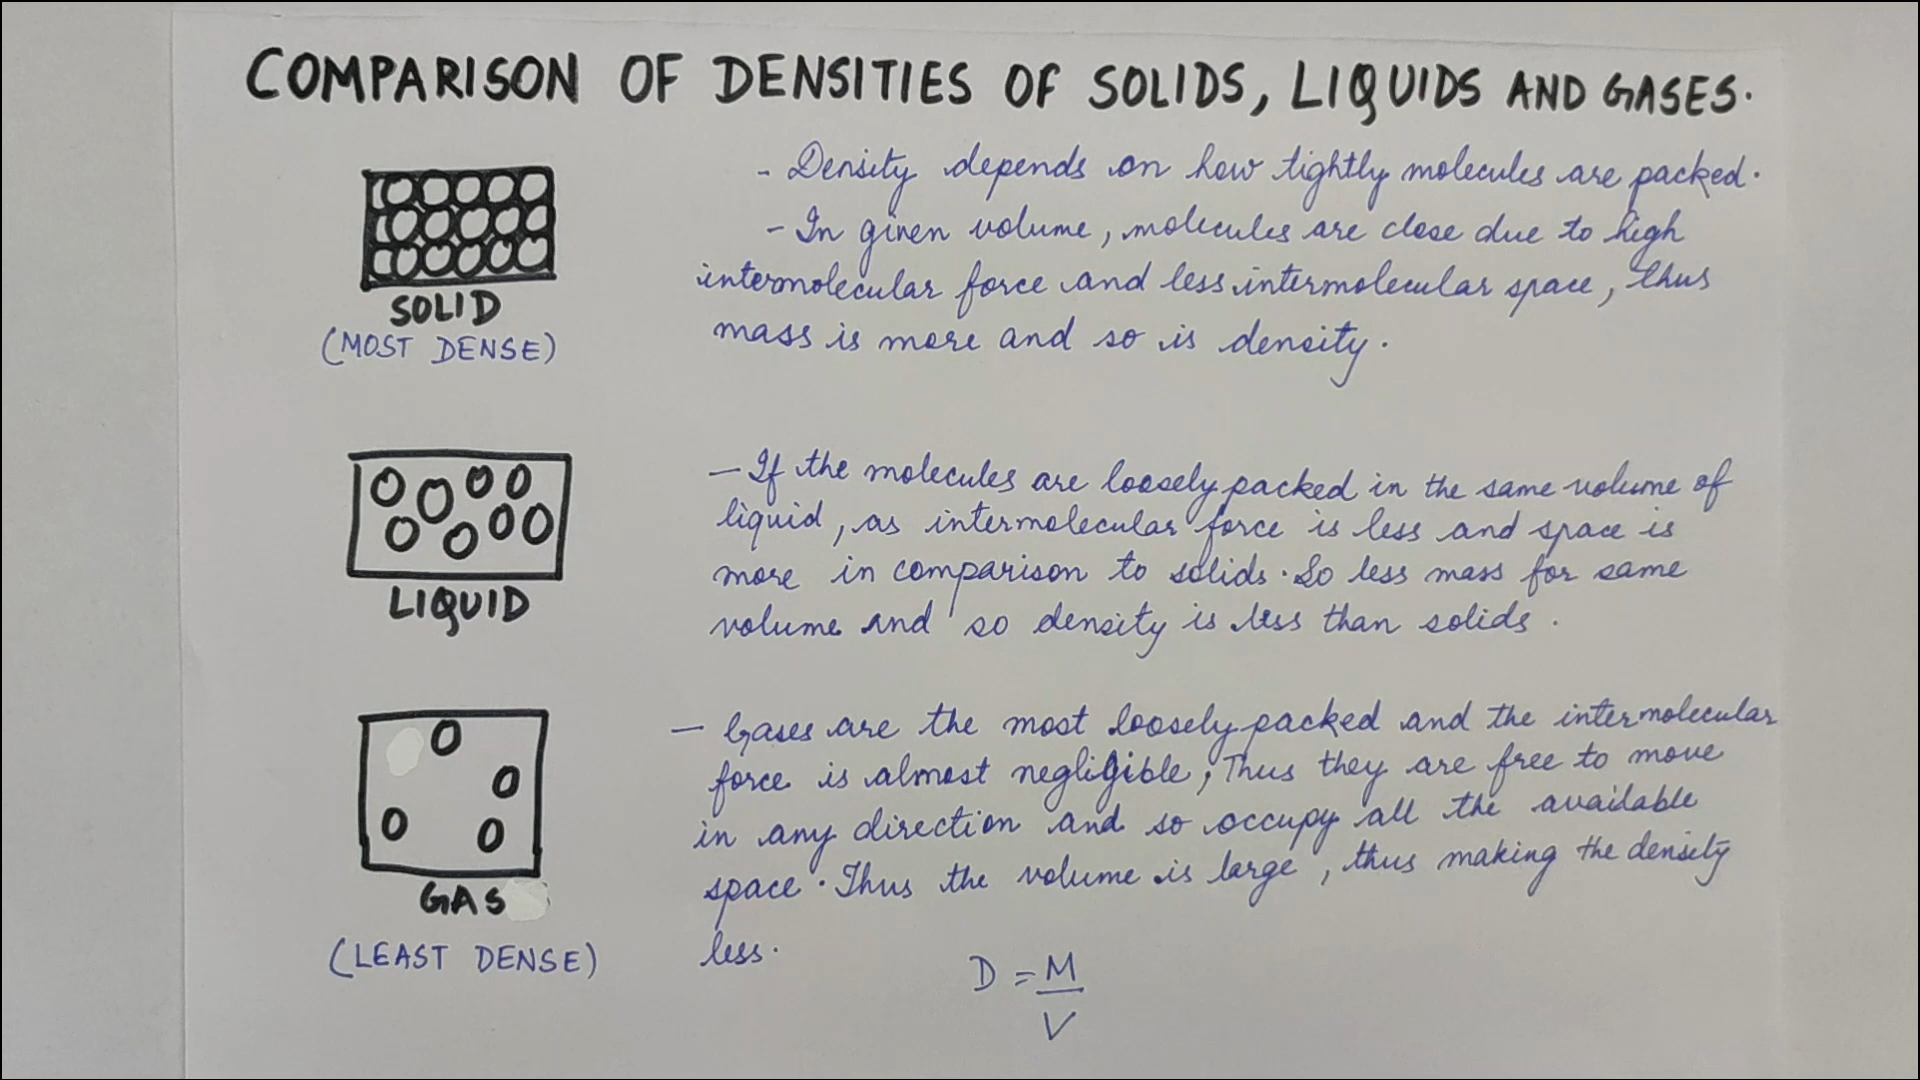 COMPARISON OF DENSITIES OF SOLIDS, LIQUIDS AND GASES.
- Density depends on how tightly molecules are packed.
- In given volume, molecules are close due to high
intermolecular force and less intermolecular space, thus
mass is more and so is density.
SOLID
(MOST DENSE)
- If the molecules are loosely packed in the same volume of
liquid, as intermolecular force is less and space is
more in comparison to solids. So less mass for same
volume and so density is less than solids.
LIQUID
- Gases are the most loosely packed and the intermolecular
force is almost negligible, Thus they are free to move
in any direction and so occupy all the available
space. Thus the volume is large, thus making the density
less.
GAS
(LEAST DENSE)
D = M
V